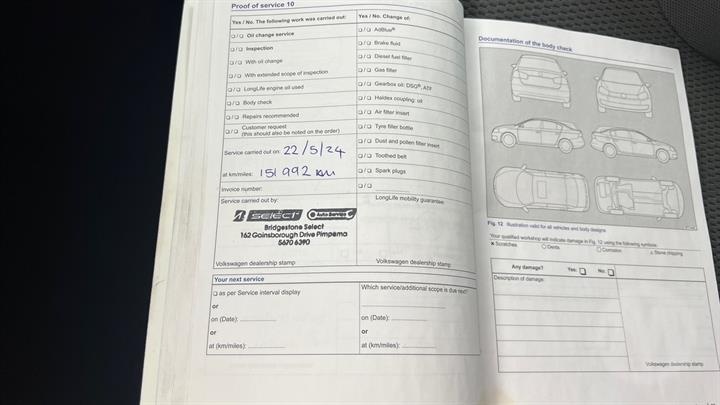 Proof of service 10
Yes / No. The following work was carried out:
❏ / ❏ Oil change service
❏ / ❏ Inspection
❏ / ❏ With oil change
❏ / ❏ With extended scope of inspection
❏ / ❏ LongLife engine oil used
❏ / ❏ Body check
❏ / ❏ Repairs recommended
❏ / ❏ Customer request
(this should also be noted on the order)
Service carried out on: 22/5/24
at km/miles: 151 992 km
Invoice number:
Service carried out by:
SELECT Auto Service
Bridgestone Select
162 Gainsborough Drive Pimpama
5670 6390
Volkswagen dealership stamp
Yes / No. Change of:
❏ / ❏ AdBlue®
❏ / ❏ Brake fluid
❏ / ❏ Diesel fuel filter
❏ / ❏ Gas filter
❏ / ❏ Gearbox oil: DSG®, ATF
❏ / ❏ Haldex coupling: oil
❏ / ❏ Air filter insert
❏ / ❏ Tyre filler bottle
❏ / ❏ Dust and pollen filter insert
❏ / ❏ Toothed belt
❏ / ❏ Spark plugs
❏ / ❏
LongLife mobility guarantee:
Volkswagen dealership stamp
Your next service
❏ as per Service interval display
or
on (Date):
or
at (km/miles):
Which service/additional scope is due next?
on (Date):
or
at (km/miles):
Documentation of the body check
Fig. 12 Illustration valid for all vehicles and body designs
Your qualified workshop will indicate damage in Fig. 12 using the following symbols:
x Scratches O Dents ❏ Corrosion △ Stone chipping
Any damage? Yes: ❏ No: ❏
Description of damage:
Volkswagen dealership stamp